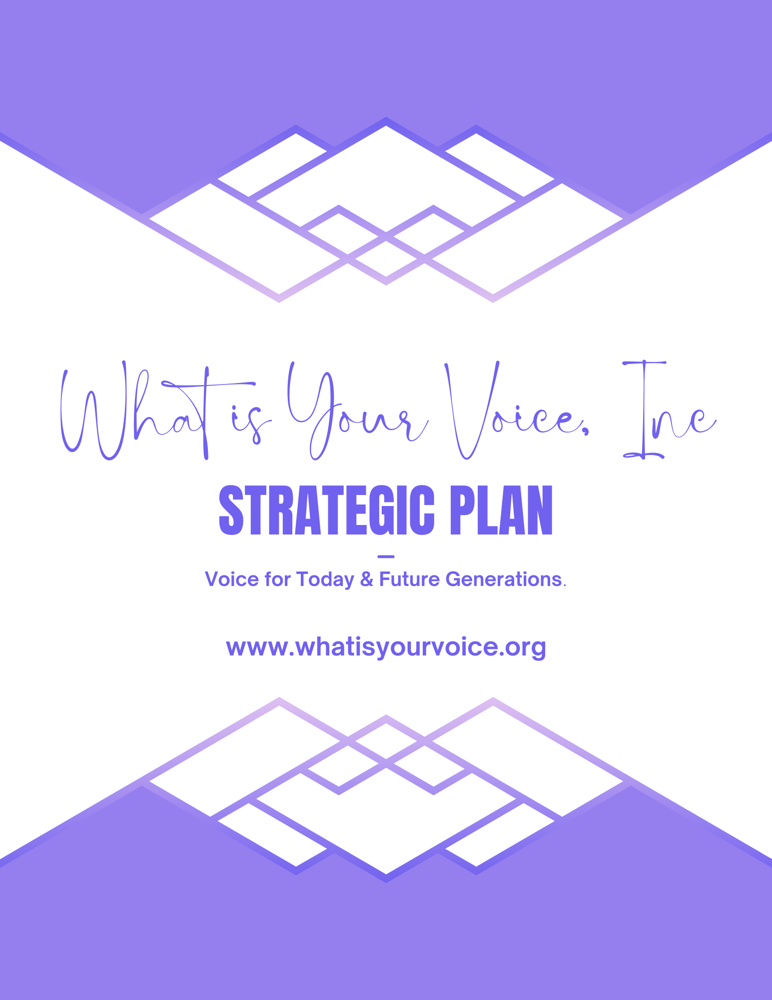 What is Your Voice, Inc
STRATEGIC PLAN
Voice for Today & Future Generations.
www.whatisyourvoice.org